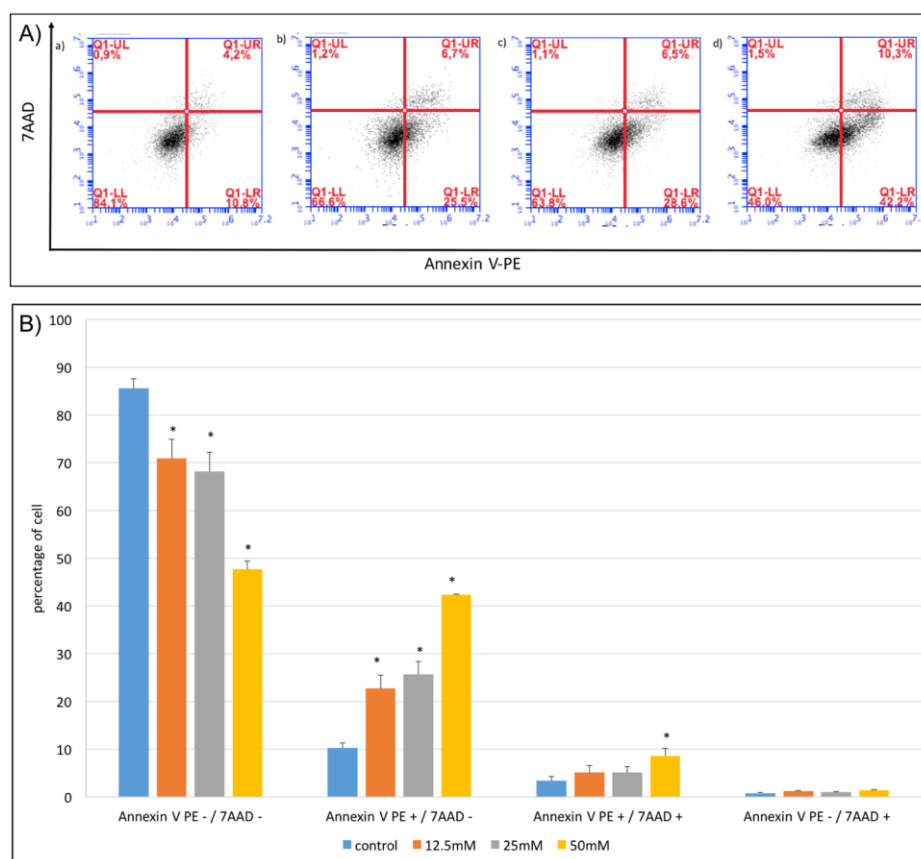 A)
7AAD
a)
Q1-UL
0,9%
Q1-UR
4,2%
Q1-LL
84,1%
Q1-LR
10,8%
b)
Q1-UL
1,2%
Q1-UR
6,7%
Q1-LL
66,6%
Q1-LR
25,5%
c)
Q1-UL
1,1%
Q1-UR
6,5%
Q1-LL
63,8%
Q1-LR
28,6%
d)
Q1-UL
1,5%
Q1-UR
10,3%
Q1-LL
46,0%
Q1-LR
42,2%
Annexin V-PE
B)
percentage of cell
100
90
80
70
60
50
40
30
20
10
0
* * *
* * *
*
Annexin V PE - / 7AAD -
Annexin V PE + / 7AAD -
Annexin V PE + / 7AAD +
Annexin V PE - / 7AAD +
control 12.5mM 25mM 50mM